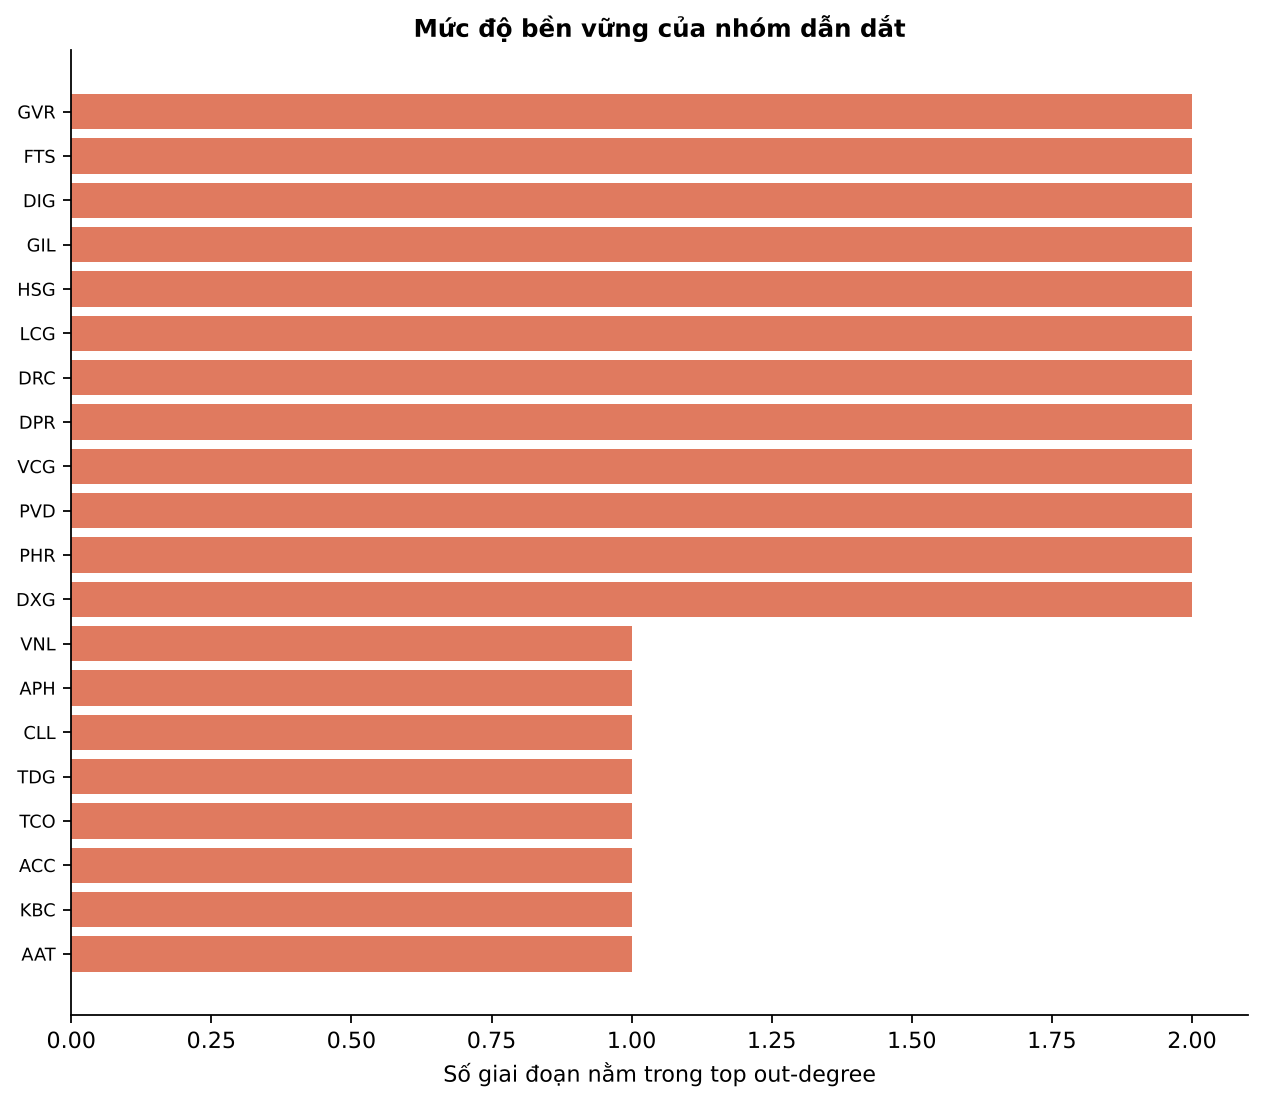 Mức độ bền vững của nhóm dẫn dắt
GVR
FTS
DIG
GIL
HSG
LCG
DRC
DPR
VCG
PVD
PHR
DXG
VNL
APH
CLL
TDG
TCO
ACC
KBC
AAT
0.00 0.25 0.50 0.75 1.00 1.25 1.50 1.75 2.00
Số giai đoạn nằm trong top out-degree